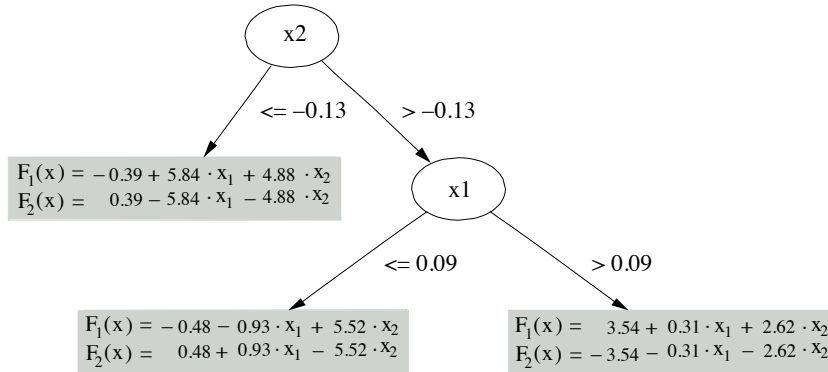 x2
<= –0.13
> –0.13
F₁(x) = – 0.39 + 5.84 · x₁ + 4.88 · x₂
F₂(x) = 0.39 – 5.84 · x₁ – 4.88 · x₂
x1
<= 0.09
> 0.09
F₁(x) = – 0.48 – 0.93 · x₁ + 5.52 · x₂
F₂(x) = 0.48 + 0.93 · x₁ – 5.52 · x₂
F₁(x) = 3.54 + 0.31 · x₁ + 2.62 · x₂
F₂(x) = – 3.54 – 0.31 · x₁ – 2.62 · x₂